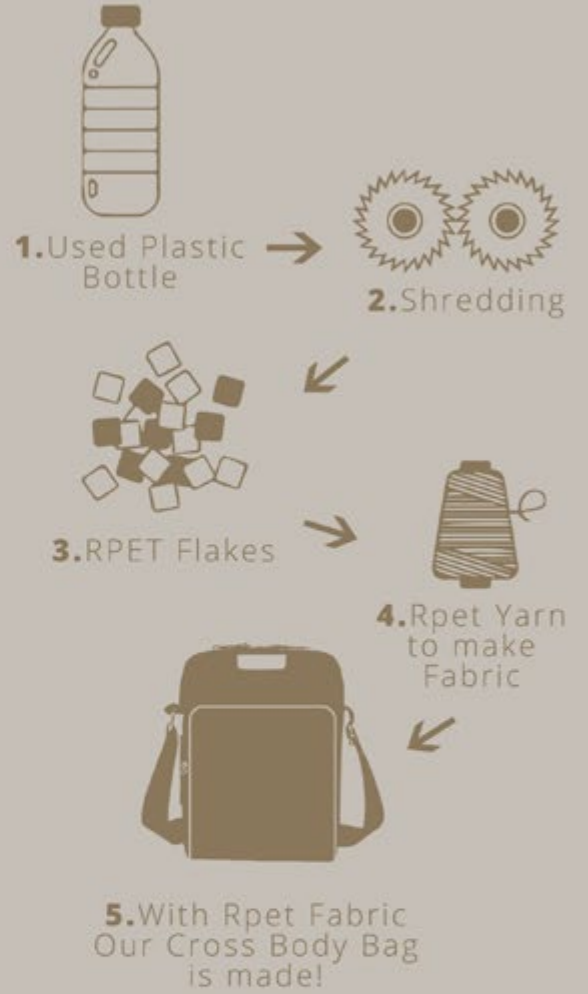 1.Used Plastic
Bottle
2.Shredding
3.RPET Flakes
4.Rpet Yarn
to make
Fabric
5.With Rpet Fabric
Our Cross Body Bag
is made!